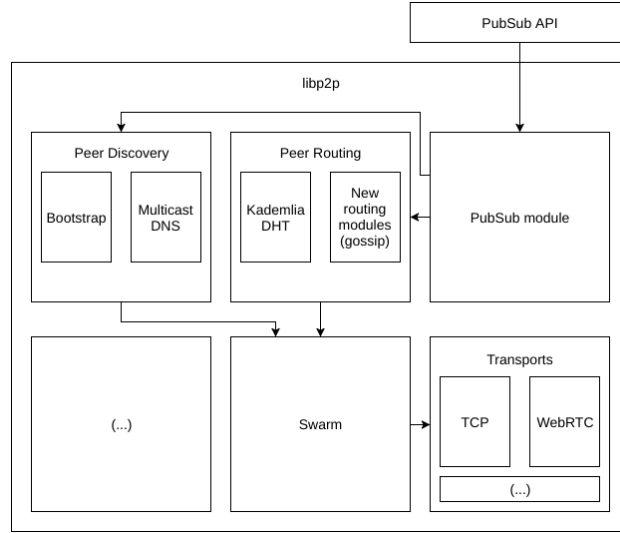 PubSub API
libp2p
Peer Discovery
Bootstrap
Multicast
DNS
Peer Routing
Kademlia
DHT
New
routing
modules
(gossip)
PubSub module
(...)
Swarm
Transports
TCP
WebRTC
(...)